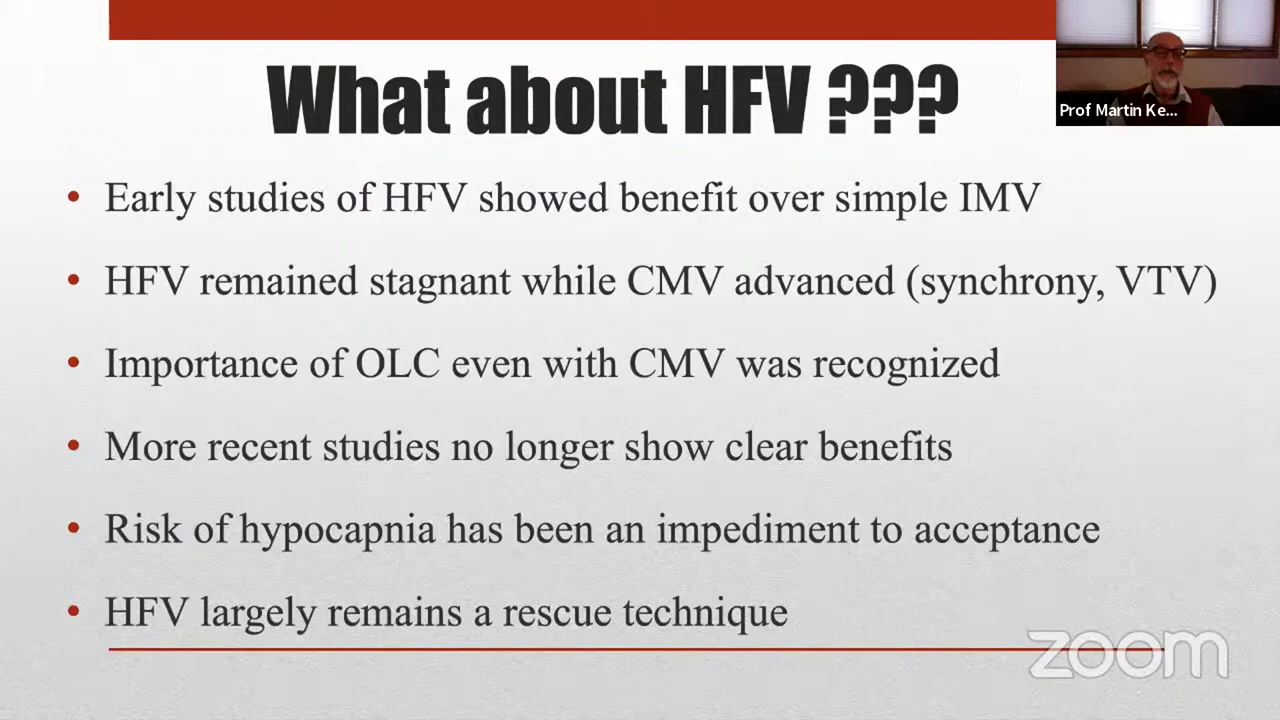 What about HFV ???
Prof Martin Ke...
• Early studies of HFV showed benefit over simple IMV
• HFV remained stagnant while CMV advanced (synchrony, VTV)
• Importance of OLC even with CMV was recognized
• More recent studies no longer show clear benefits
• Risk of hypocapnia has been an impediment to acceptance
• HFV largely remains a rescue technique
zoom